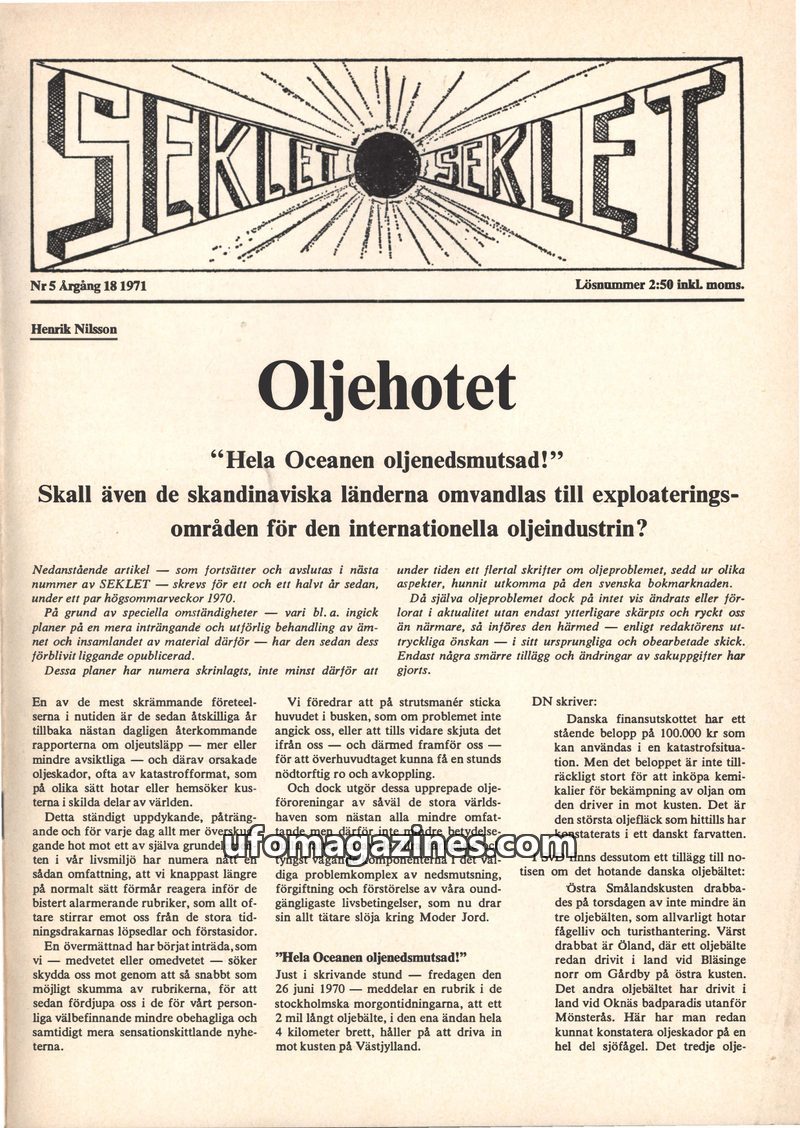 SEKLET SEKLET
Nr 5 Årgång 18 1971
Lösnummer 2:50 inkl. moms.
Henrik Nilsson
Oljehotet
“Hela Oceanen oljenedsmutsad!”
Skall även de skandinaviska länderna omvandlas till exploaterings-
områden för den internationella oljeindustrin?
Nedanstående artikel — som fortsätter och avslutas i nästa
nummer av SEKLET — skrevs för ett och ett halvt år sedan,
under ett par högsommarveckor 1970.
På grund av speciella omständigheter — vari bl. a. ingick
planer på en mera inträngande och utförlig behandling av äm-
net och insamlandet av material därför — har den sedan dess
förblivit liggande opublicerad.
Dessa planer har numera skrinlagts, inte minst därför att
under tiden ett flertal skrifter om oljeproblemet, sedd ur olika
aspekter, hunnit utkomma på den svenska bokmarknaden.
Då själva oljeproblemet dock på intet vis ändrats eller för-
lorat i aktualitet utan endast ytterligare skärpts och ryckt oss
än närmare, så införes den härmed — enligt redaktörens ut-
tryckliga önskan — i sitt ursprungliga och obearbetade skick.
Endast några smärre tillägg och ändringar av sakuppgifter har
gjorts.
En av de mest skrämmande företeel-
serna i nutiden är de sedan åtskilliga år
tillbaka nästan dagligen återkommande
rapporterna om oljeutsläpp — mer eller
mindre avsiktliga — och därav orsakade
oljeskador, ofta av katastrofformat, som
på olika sätt hotar eller hemsöker kus-
terna i skilda delar av världen.
Detta ständigt uppdykande, påträng-
ande och för varje dag allt mer
gande hot mot ett av själva
ten i vår livsmiljö har numera nått en
sådan omfattning, att vi knappast längre
på normalt sätt förmår reagera inför de
bistert alarmerande rubriker, som allt of-
tare stirrar emot oss från de stora tid-
ningsdrakarnas löpsedlar och förstasidor.
En övermättnad har börjat inträda, som
vi — medvetet eller omedvetet — söker
skydda oss mot genom att så snabbt som
möjligt skumma av rubrikerna, för att
sedan fördjupa oss i de för vårt person-
liga välbefinnande mindre obehagliga och
samtidigt mera sensationskittlande nyhe-
terna.
Vi föredrar att på strutsmanér sticka
huvudet i busken, som om problemet inte
angick oss, eller att tills vidare skjuta det
ifrån oss — och därmed framför oss —
för att överhuvudtaget kunna få en stunds
nödtorftig ro och avkoppling.
Och dock utgör dessa upprepade olje-
föroreningar av såväl de stora världs-
haven som nästan alla mindre omfat-
tande men därför inte mindre betydelse-
tyngst vägande komponenterna i det väl-
diga problemkomplex av nedsmutsning,
förgiftning och förstörelse av våra ound-
gängligaste livsbetingelser, som nu drar
sin allt tätare slöja kring Moder Jord.
”Hela Oceanen oljenedsmutsad!”
Just i skrivande stund — fredagen den
26 juni 1970 — meddelar en rubrik i de
stockholmska morgontidningarna, att ett
2 mil långt oljebälte, i den ena ändan hela
4 kilometer brett, håller på att driva in
mot kusten på Västjylland.
DN skriver:
Danska finansutskottet har ett
stående belopp på 100.000 kr som
kan användas i en katastrofsitua-
tion. Men det beloppet är inte till-
räckligt stort för att inköpa kemi-
kalier för bekämpning av oljan om
den driver in mot kusten. Det är
den största oljefläck som hittills har
konstaterats i ett danskt farvatten.
I SvD finns dessutom ett tillägg till no-
tisen om det hotande danska oljebältet:
Östra Smålandskusten drabba-
des på torsdagen av inte mindre än
tre oljebälten, som allvarligt hotar
fågelliv och turisthantering. Värst
drabbat är Öland, där ett oljebälte
redan drivit i land vid Bläsinge
norr om Gårdby på östra kusten.
Det andra oljebältet har drivit i
land vid Oknäs badparadis utanför
Mönsterås. Här har man redan
kunnat konstatera oljeskador på en
hel del sjöfågel. Det tredje olje-
ufomagazines.com